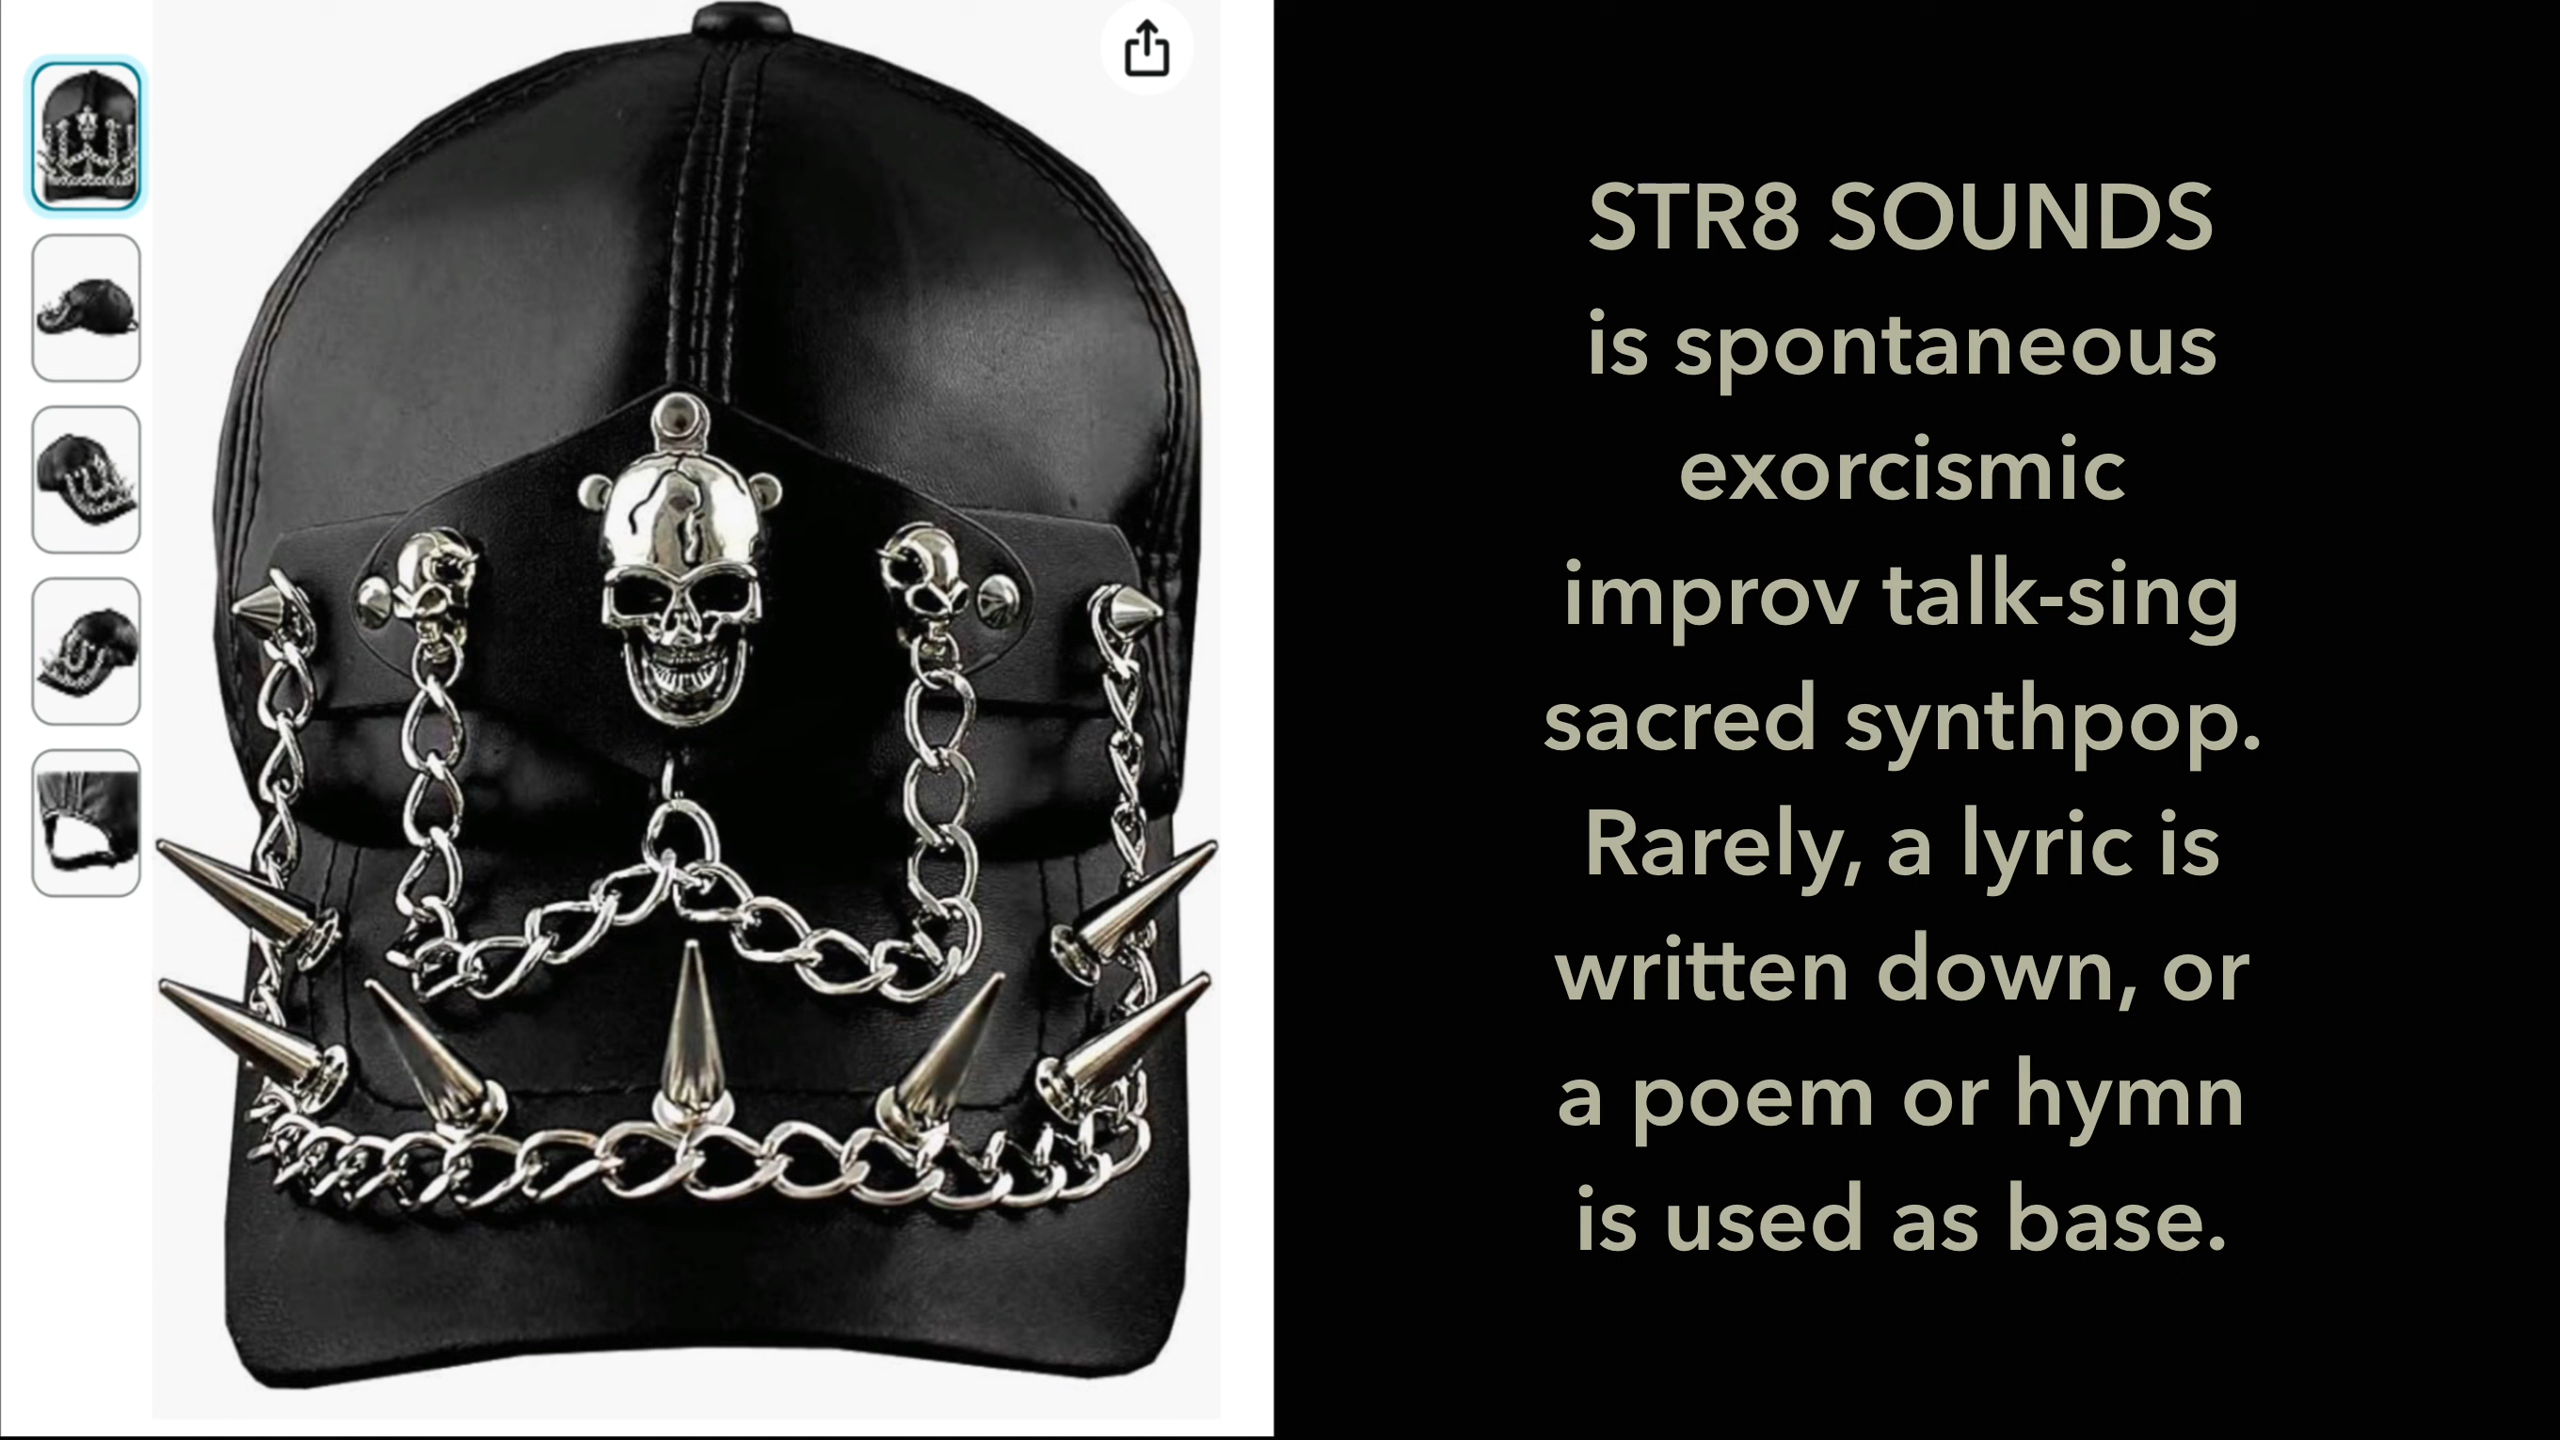 STR8 SOUNDS
is spontaneous
exorcismic
improv talk-sing
sacred synthpop.
Rarely, a lyric is
written down, or
a poem or hymn
is used as base.